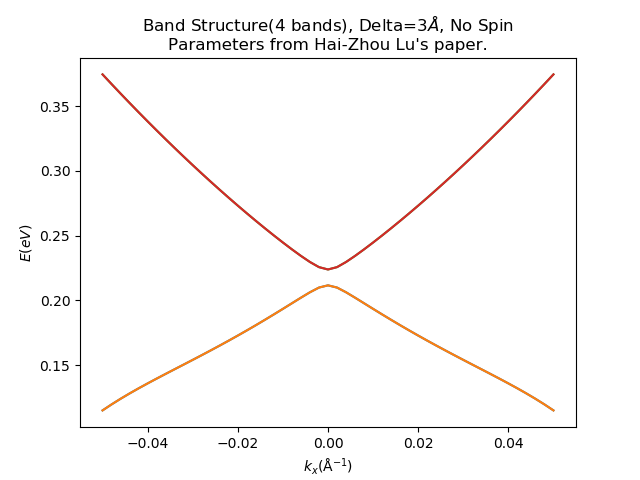 Band Structure(4 bands), Delta=3Å, No Spin
Parameters from Hai-Zhou Lu's paper.
0.35
0.30
0.25
0.20
0.15
E(eV)
−0.04
−0.02
0.00
0.02
0.04
kₓ(Å⁻¹)